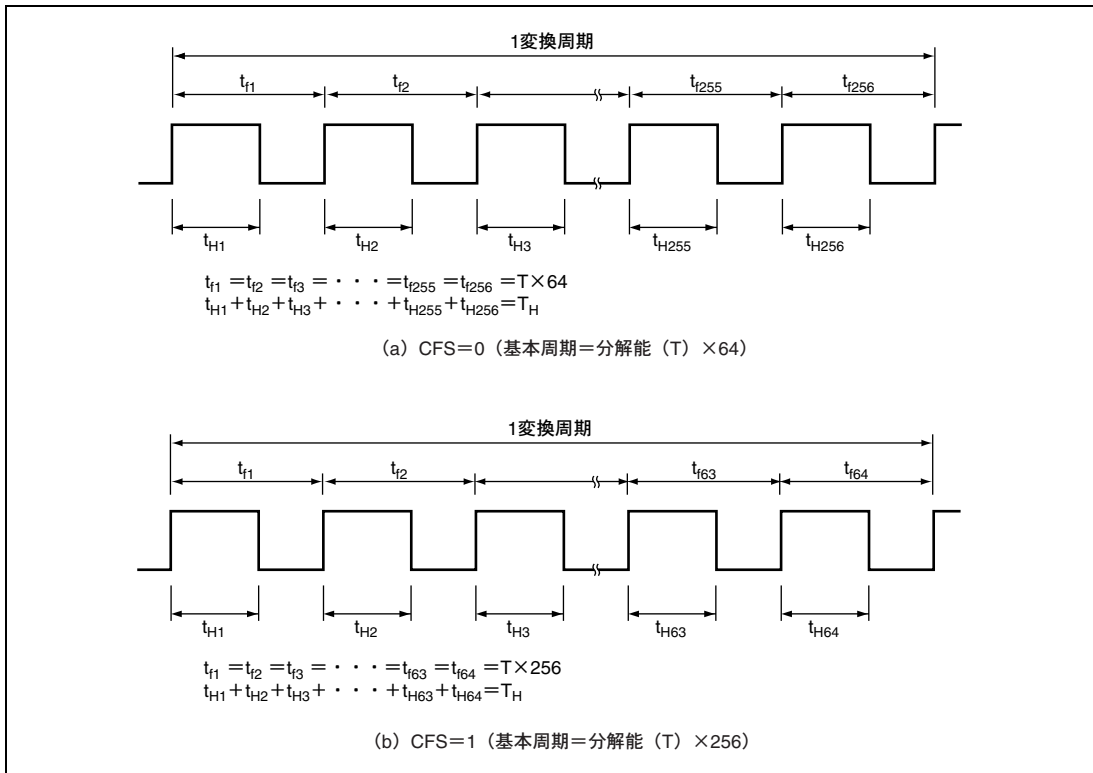 1変換周期
tf1 tf2 tf255 tf256
tH1 tH2 tH3 tH255 tH256
tf1 =tf2 =tf3 =・・・=tf255 =tf256 =T×64
tH1+tH2+tH3+・・・+tH255+tH256=TH
(a) CFS=0(基本周期=分解能(T)×64)
1変換周期
tf1 tf2 tf63 tf64
tH1 tH2 tH3 tH63 tH64
tf1 =tf2 =tf3 =・・・=tf63 =tf64 =T×256
tH1+tH2+tH3+・・・+tH63+tH64=TH
(b) CFS=1(基本周期=分解能(T)×256)